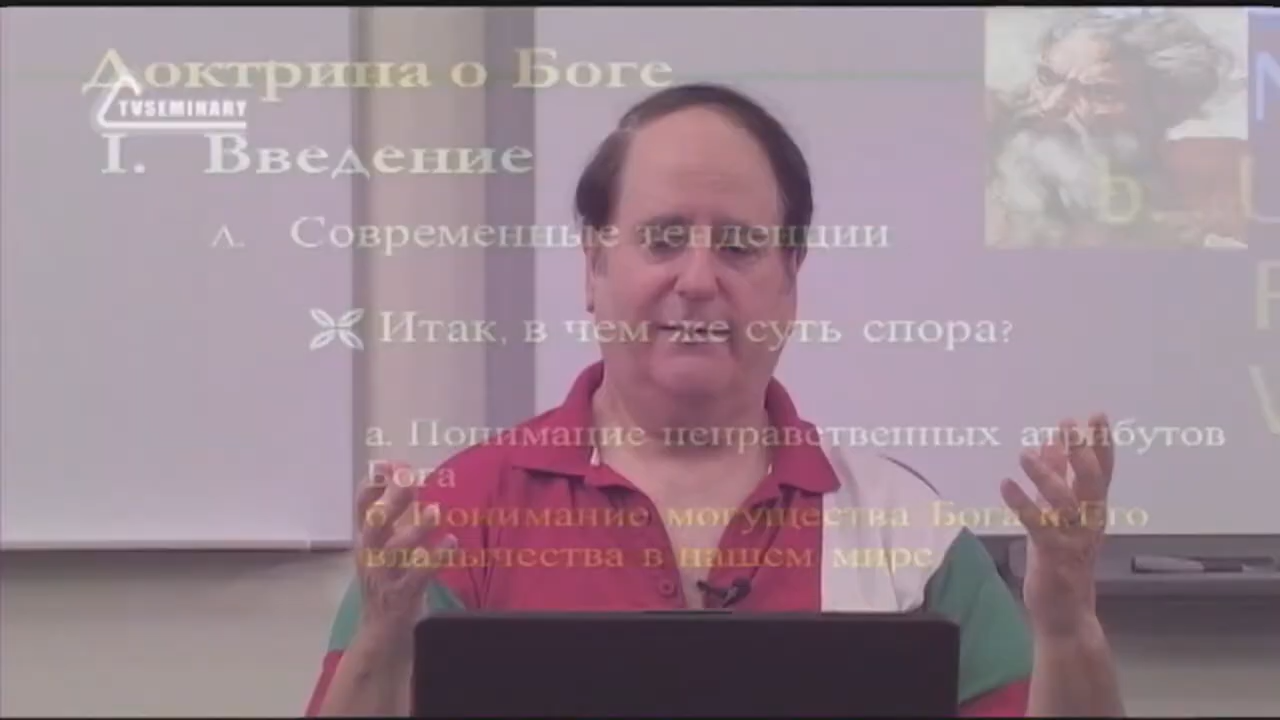 Доктрина о Боге
TVSEMINARY
I. Введение
A. Современные тенденции
Итак, в чем же суть спора?
а. Понимание неправственных атрибутов
Бога
б. Понимание могущества Бога и Его
владычества в нашем мире
b.